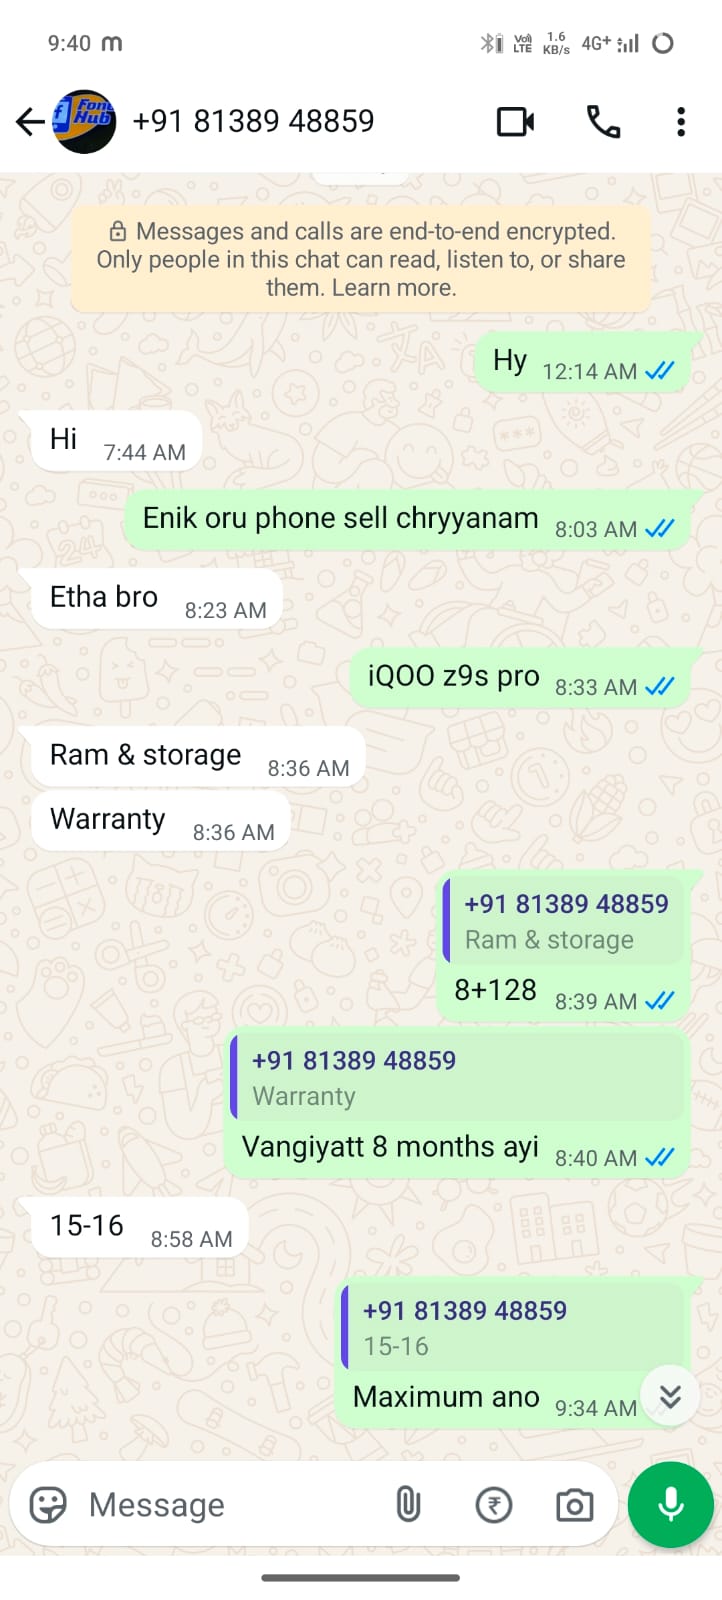 9:40 m
Vo)) LTE 1.6 KB/s 4G+
Fone Hub
+91 81389 48859
Messages and calls are end-to-end encrypted.
Only people in this chat can read, listen to, or share
them. Learn more.
Hy 12:14 AM
Hi 7:44 AM
Enik oru phone sell chryyanam 8:03 AM
Etha bro 8:23 AM
iQOO z9s pro 8:33 AM
Ram & storage 8:36 AM
Warranty 8:36 AM
+91 81389 48859
Ram & storage
8+128 8:39 AM
+91 81389 48859
Warranty
Vangiyatt 8 months ayi 8:40 AM
15-16 8:58 AM
+91 81389 48859
15-16
Maximum ano 9:34 AM
Message